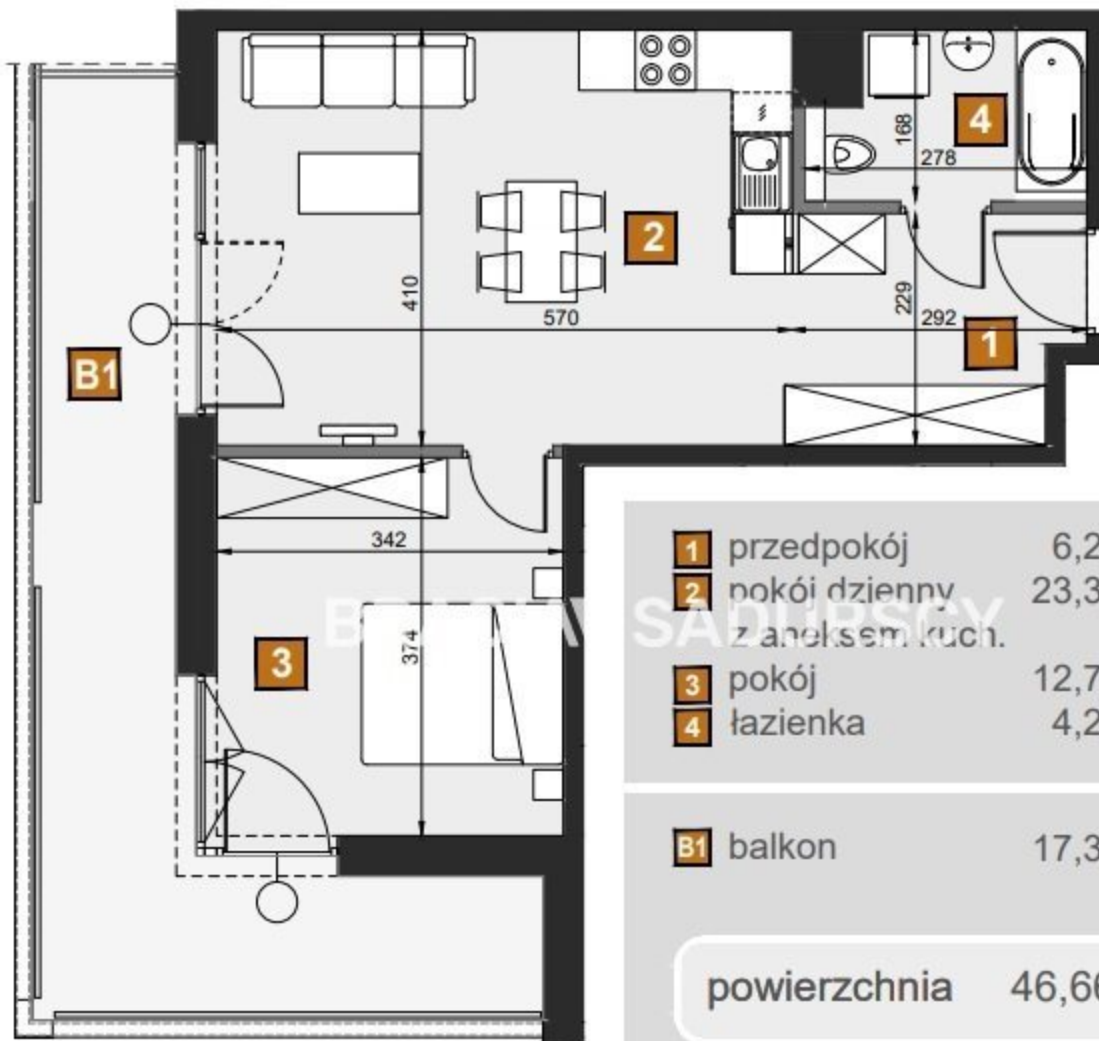 4
168
278
2
410
570
229
292
1
B1
342
374
3
1 przedpokój 6,2
2 pokój dzienny 23,3
z aneksem kuch.
3 pokój 12,7
4 łazienka 4,2
B1 balkon 17,3
powierzchnia 46,66
SADURSCY